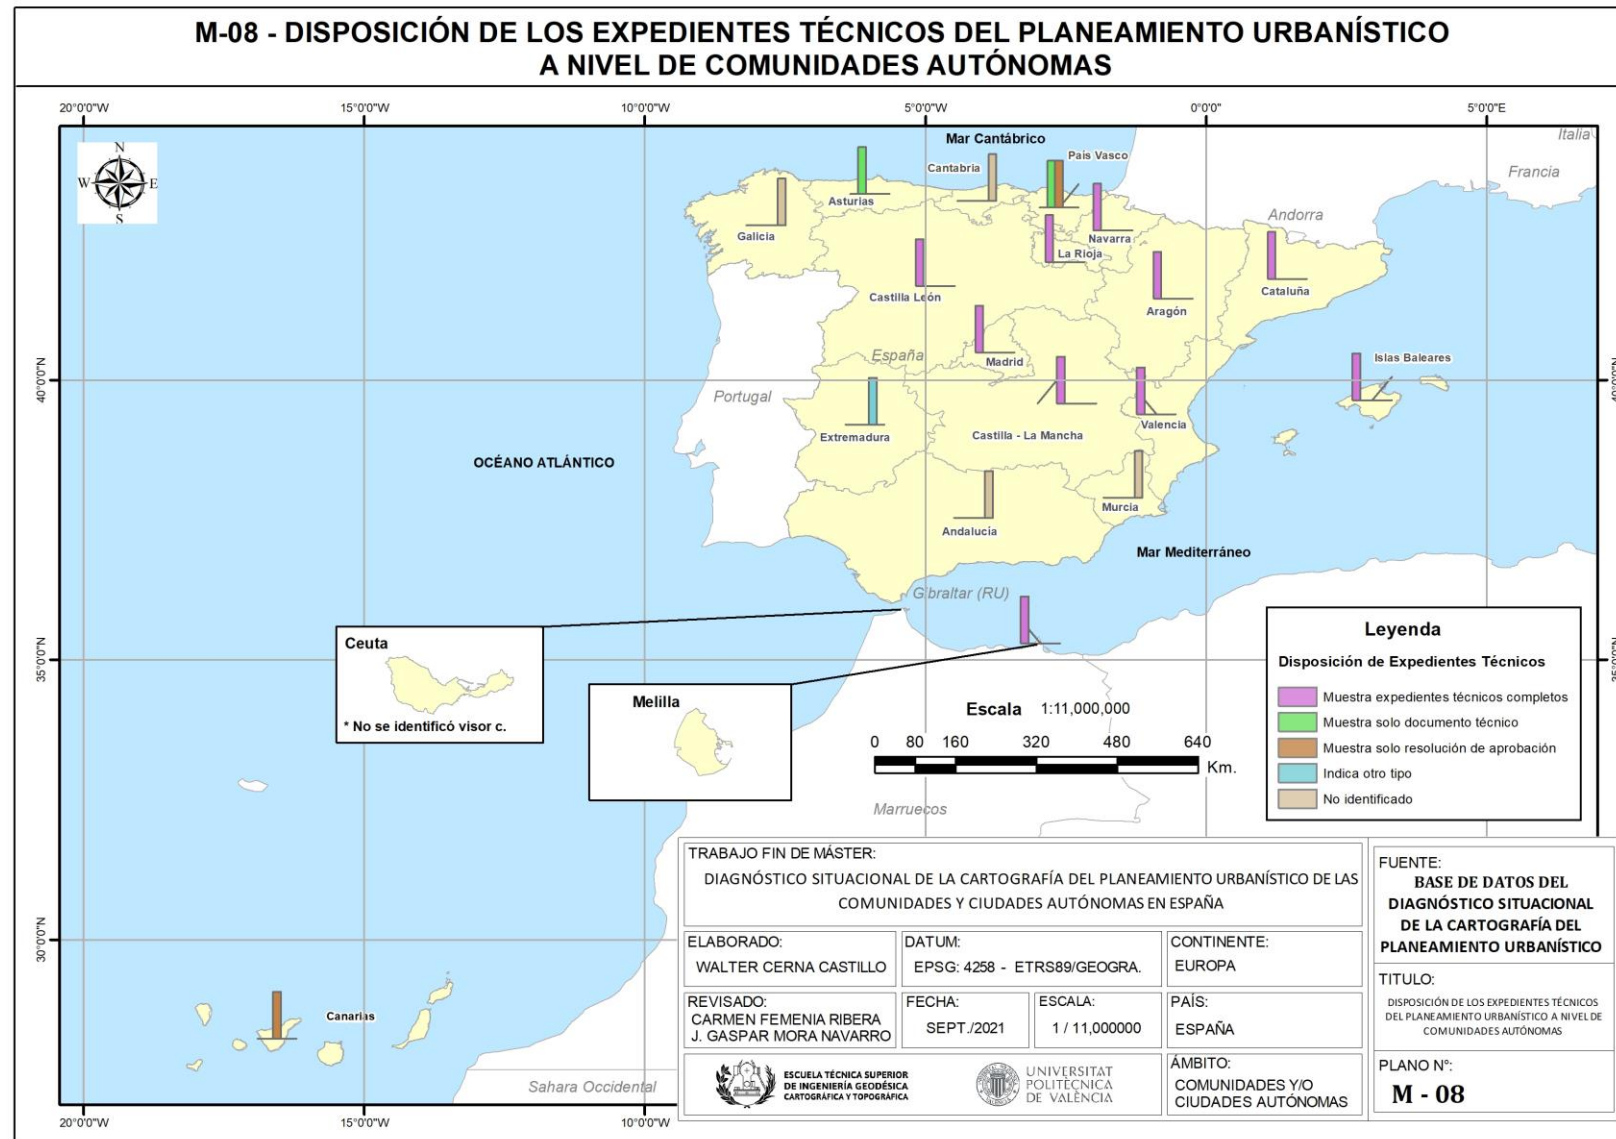 M-08 - DISPOSICIÓN DE LOS EXPEDIENTES TÉCNICOS DEL PLANEAMIENTO URBANÍSTICO
A NIVEL DE COMUNIDADES AUTÓNOMAS
20°0'0"W
15°0'0"W
10°0'0"W
5°0'0"W
0°0'0"
5°0'0"E
N
W
E
S
Mar Cantábrico
Italia
Francia
Andorra
Cantabria
País Vasco
Asturias
Galicia
Navarra
La Rioja
Castilla León
Cataluña
Aragón
Madrid
España
Islas Baleares
40°0'0"N
40°0'0"N
Portugal
Extremadura
Castilla - La Mancha
Valencia
OCÉANO ATLÁNTICO
Murcia
Andalucía
Mar Mediterráneo
Gibraltar (RU)
35°0'0"N
35°0'0"N
Ceuta
* No se identificó visor c.
Melilla
Escala 1:11,000,000
0 80 160 320 480 640
Km.
Marruecos
Leyenda
Disposición de Expedientes Técnicos
Muestra expedientes técnicos completos
Muestra solo documento técnico
Muestra solo resolución de aprobación
Indica otro tipo
No identificado
30°0'0"N
Canarias
Sahara Occidental
20°0'0"W
15°0'0"W
10°0'0"W
TRABAJO FIN DE MÁSTER:
DIAGNÓSTICO SITUACIONAL DE LA CARTOGRAFÍA DEL PLANEAMIENTO URBANÍSTICO DE LAS
COMUNIDADES Y CIUDADES AUTÓNOMAS EN ESPAÑA
ELABORADO:
WALTER CERNA CASTILLO
DATUM:
EPSG: 4258 - ETRS89/GEOGRA.
CONTINENTE:
EUROPA
REVISADO:
CARMEN FEMENIA RIBERA
J. GASPAR MORA NAVARRO
FECHA:
SEPT./2021
ESCALA:
1 / 11,000000
PAÍS:
ESPAÑA
ESCUELA TÉCNICA SUPERIOR
DE INGENIERÍA GEODÉSICA
CARTOGRÁFICA Y TOPOGRÁFICA
UNIVERSITAT
POLITÈCNICA
DE VALÈNCIA
ÁMBITO:
COMUNIDADES Y/O
CIUDADES AUTÓNOMAS
FUENTE:
BASE DE DATOS DEL
DIAGNÓSTICO SITUACIONAL
DE LA CARTOGRAFÍA DEL
PLANEAMIENTO URBANÍSTICO
TITULO:
DISPOSICIÓN DE LOS EXPEDIENTES TÉCNICOS
DEL PLANEAMIENTO URBANÍSTICO A NIVEL DE
COMUNIDADES AUTÓNOMAS
PLANO N°:
M - 08